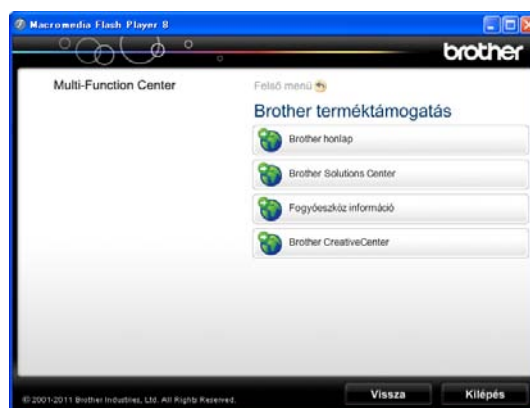 Macromedia Flash Player 8
brother
Multi-Function Center
Felső menü
Brother terméktámogatás
Brother honlap
Brother Solutions Center
Fogyóeszköz információ
Brother CreativeCenter
© 2001-2011 Brother Industries, Ltd. All Rights Reserved.
Vissza
Kilépés